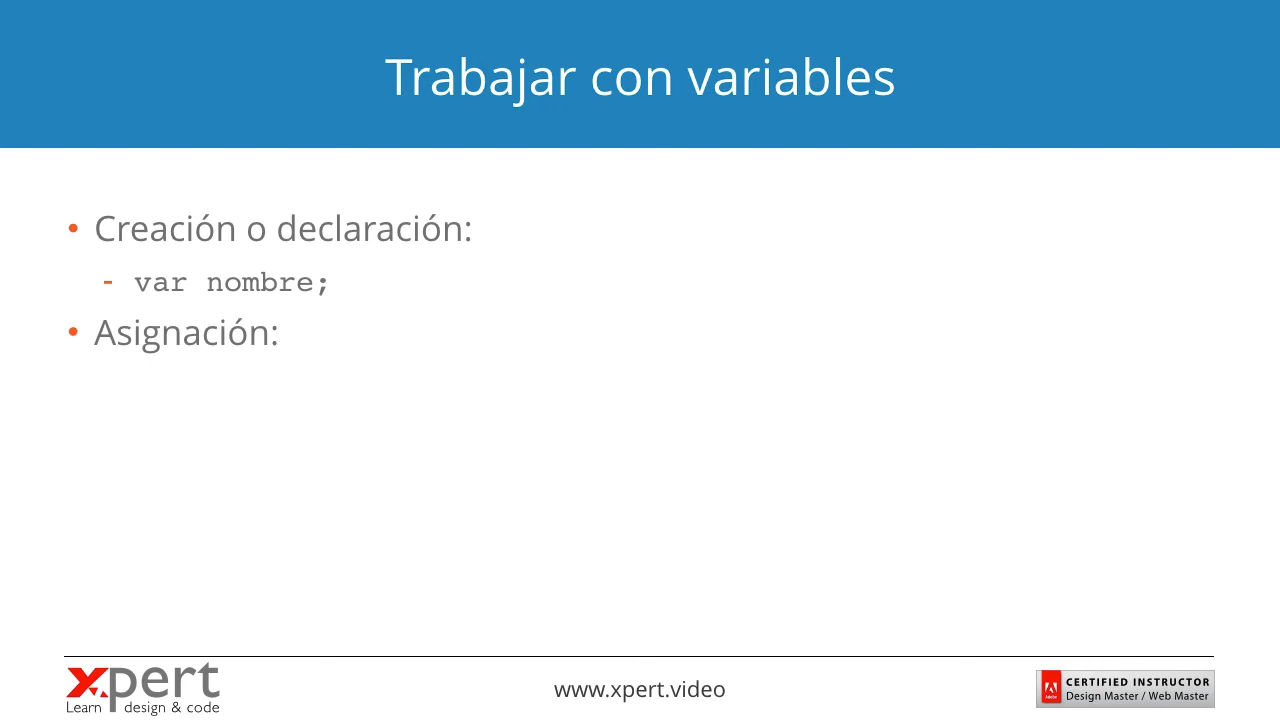 Trabajar con variables
• Creación o declaración:
- var nombre;
• Asignación:
xpert
Learn design & code
www.xpert.video
Adobe
CERTIFIED INSTRUCTOR
Design Master / Web Master